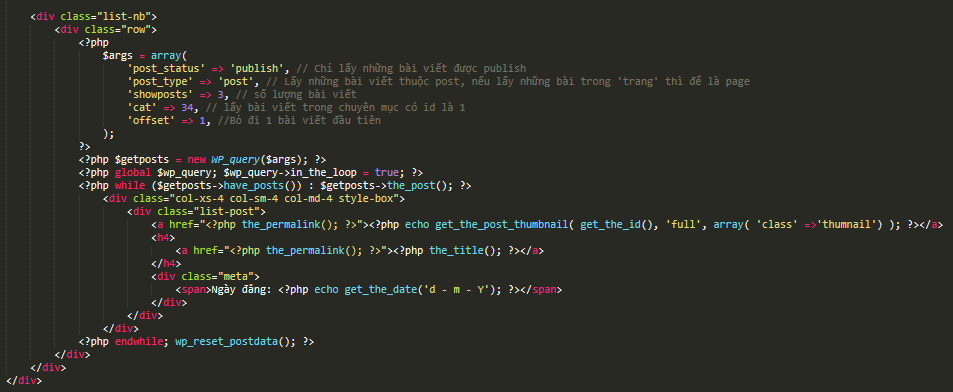 <div class="list-nb">
<div class="row">
<?php
$args = array(
'post_status' => 'publish', // Chỉ lấy những bài viết được publish
'post_type' => 'post', // Lấy những bài viết thuộc post, nếu lấy những bài trong 'trang' thì để là page
'showposts' => 3, // số lượng bài viết
'cat' => 34, // lấy bài viết trong chuyên mục có id là 1
'offset' => 1, //Bỏ đi 1 bài viết đầu tiên
);
?>
<?php $getposts = new WP_query($args); ?>
<?php global $wp_query; $wp_query->in_the_loop = true; ?>
<?php while ($getposts->have_posts()) : $getposts->the_post(); ?>
<div class="col-xs-4 col-sm-4 col-md-4 style-box">
<div class="list-post">
<a href="<?php the_permalink(); ?>"><?php echo get_the_post_thumbnail( get_the_id(), 'full', array( 'class' =>'thumnail') ); ?></a>
<h4>
<a href="<?php the_permalink(); ?>"><?php the_title(); ?></a>
</h4>
<div class="meta">
<span>Ngày đăng: <?php echo get_the_date('d - m - Y'); ?></span>
</div>
</div>
</div>
<?php endwhile; wp_reset_postdata(); ?>
</div>
</div>
</div>